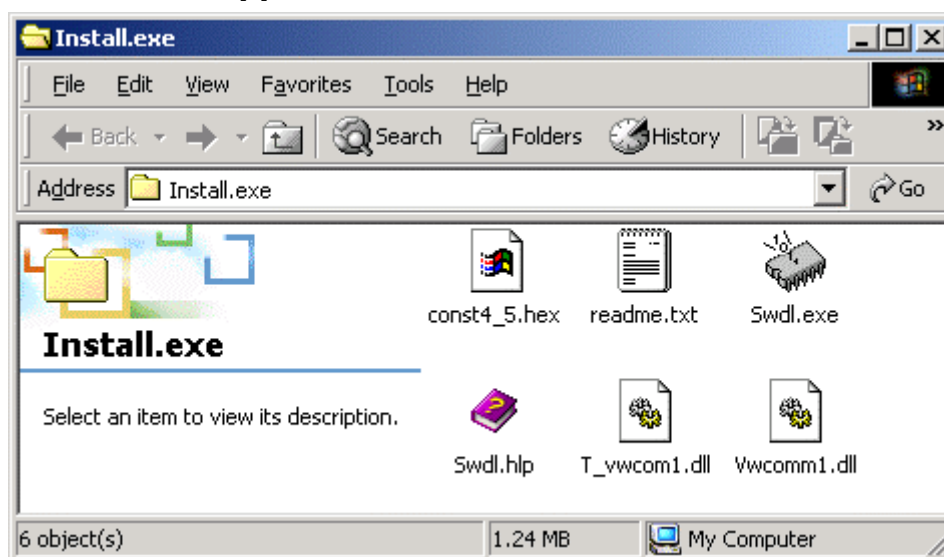 Install.exe
File Edit View Favorites Tools Help
Back Search Folders History »
Address Install.exe Go
const4_5.hex readme.txt Swdl.exe
Install.exe
Select an item to view its description.
Swdl.hlp T_vwcom1.dll Vwcomm1.dll
6 object(s) 1.24 MB My Computer